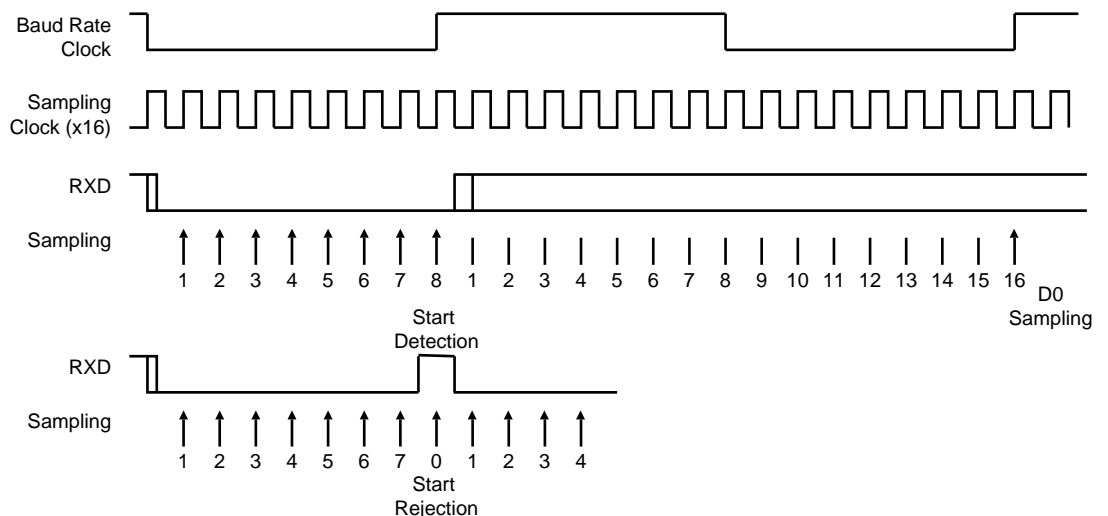 Baud Rate
Clock
Sampling
Clock (x16)
RXD
Sampling
1 2 3 4 5 6 7 8 1 2 3 4 5 6 7 8 9 10 11 12 13 14 15 16
D0
Sampling
Start
Detection
RXD
Sampling
1 2 3 4 5 6 7 0 1 2 3 4
Start
Rejection